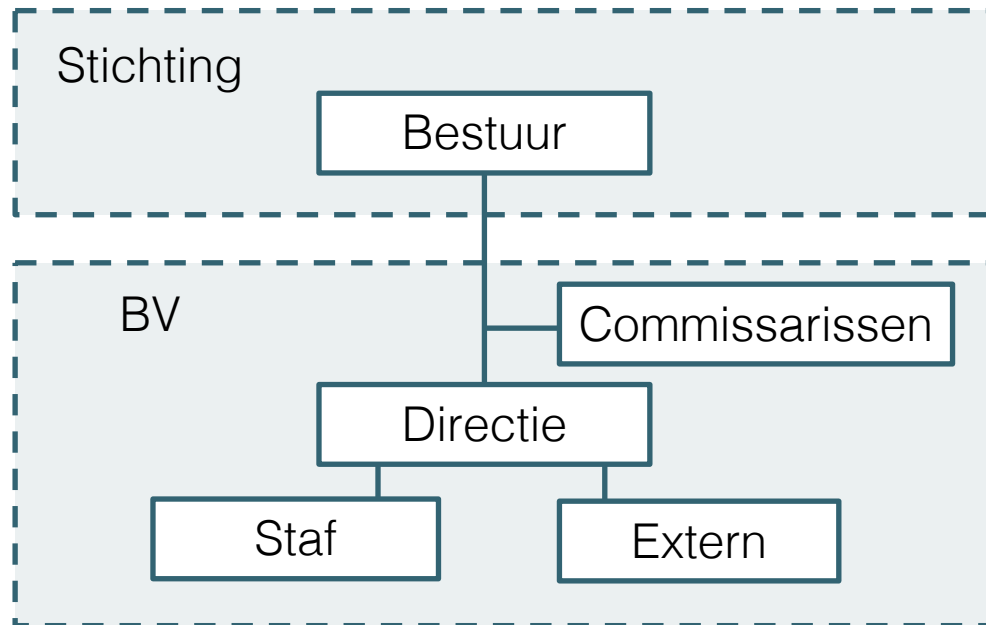 Stichting
Bestuur
BV
Commissarissen
Directie
Staf
Extern